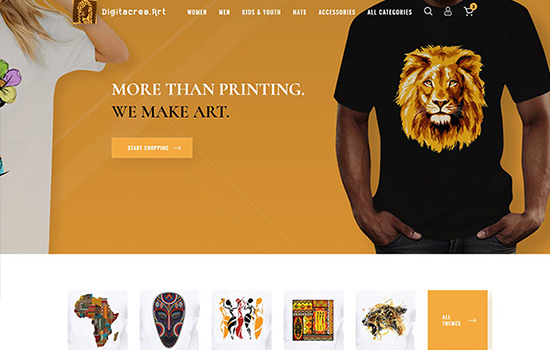 Digitacrea.Art
WOMEN MEN KIDS & YOUTH HATS ACCESSORIES ALL CATEGORIES
MORE THAN PRINTING.
WE MAKE ART.
START SHOPPING
ALL
THEMES